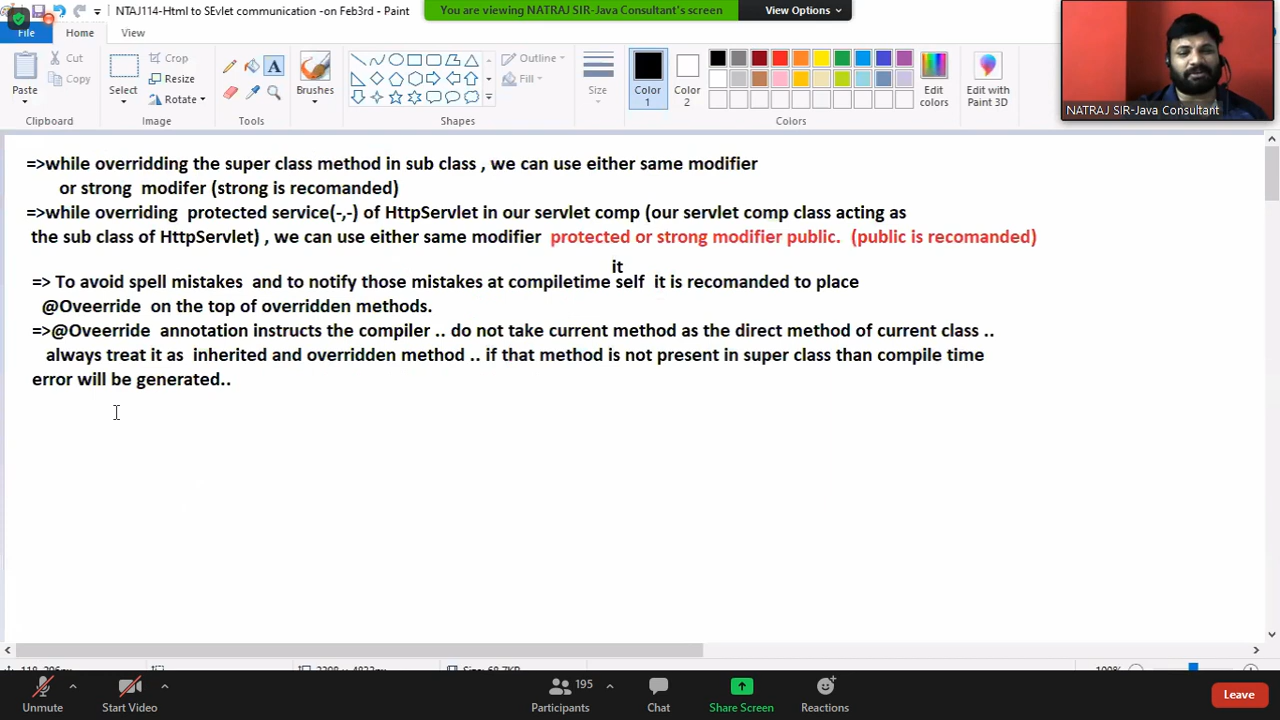 NTAJ114-Html to SEvlet communication -on Feb3rd - Paint
You are viewing NATRAJ SIR-Java Consultant's screen
View Options
File
Home
View
Paste
Cut
Copy
Clipboard
Select
Crop
Resize
Rotate
Image
Tools
Brushes
Outline
Fill
Shapes
Size
Color
1
Color
2
Edit
colors
Edit with
Paint 3D
Colors
NATRAJ SIR-Java Consultant
=>while overridding the super class method in sub class , we can use either same modifier
or strong modifer (strong is recomanded)
=>while overriding protected service(-,-) of HttpServlet in our servlet comp (our servlet comp class acting as
the sub class of HttpServlet) , we can use either same modifier protected or strong modifier public. (public is recomanded)
it
=> To avoid spell mistakes and to notify those mistakes at compiletime self it is recomanded to place
@Oveerride on the top of overridden methods.
=>@Oveerride annotation instructs the compiler .. do not take current method as the direct method of current class ..
always treat it as inherited and overridden method .. if that method is not present in super class than compile time
error will be generated..
Unmute
Start Video
195
Participants
Chat
Share Screen
Reactions
Leave